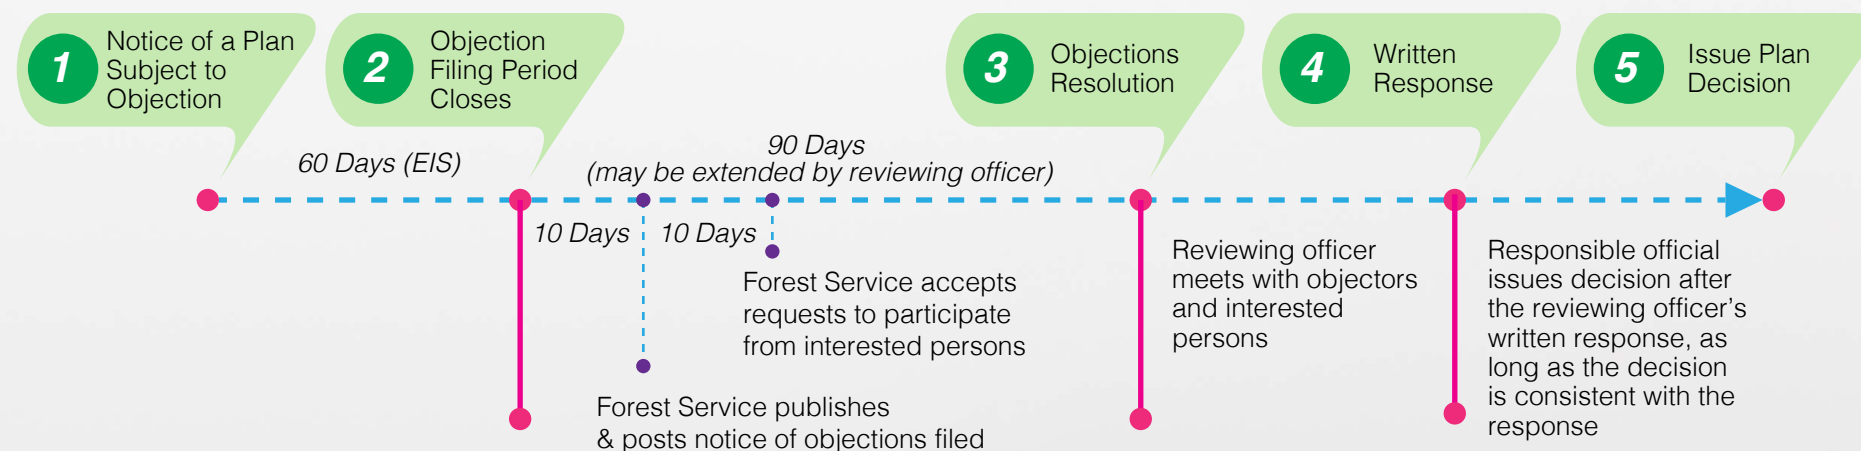 1
Notice of a Plan
Subject to
Objection
2
Objection
Filing Period
Closes
3
Objections
Resolution
4
Written
Response
5
Issue Plan
Decision
60 Days (EIS)
90 Days
(may be extended by reviewing officer)
10 Days
10 Days
Forest Service accepts
requests to participate
from interested persons
Forest Service publishes
& posts notice of objections filed
Reviewing officer
meets with objectors
and interested
persons
Responsible official
issues decision after
the reviewing officer’s
written response, as
long as the decision
is consistent with the
response